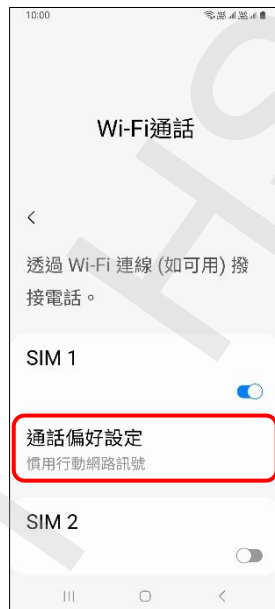 10:00
Wi-Fi通話
透過 Wi-Fi 連線 (如可用) 撥
接電話。
SIM 1
通話偏好設定
慣用行動網路訊號
SIM 2